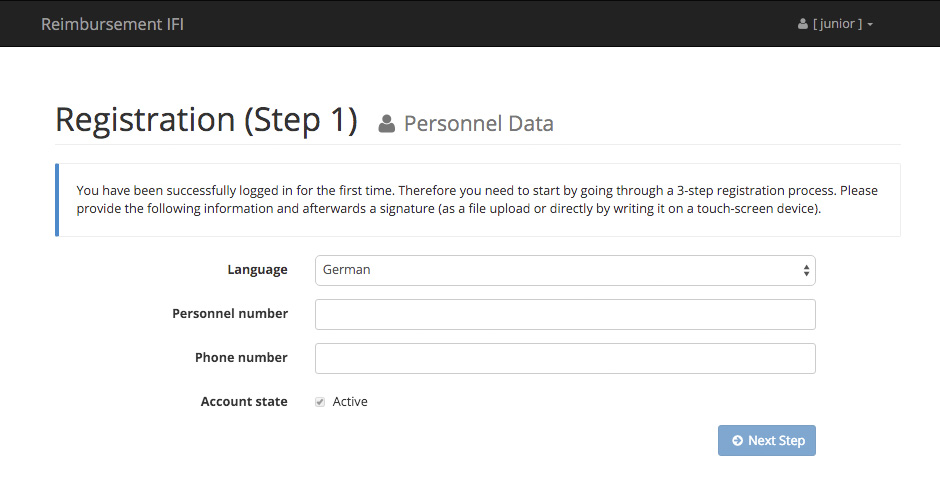 Reimbursement IFI
[ junior ]
Registration (Step 1) Personnel Data
You have been successfully logged in for the first time. Therefore you need to start by going through a 3-step registration process. Please
provide the following information and afterwards a signature (as a file upload or directly by writing it on a touch-screen device).
Language German
Personnel number
Phone number
Account state Active
Next Step